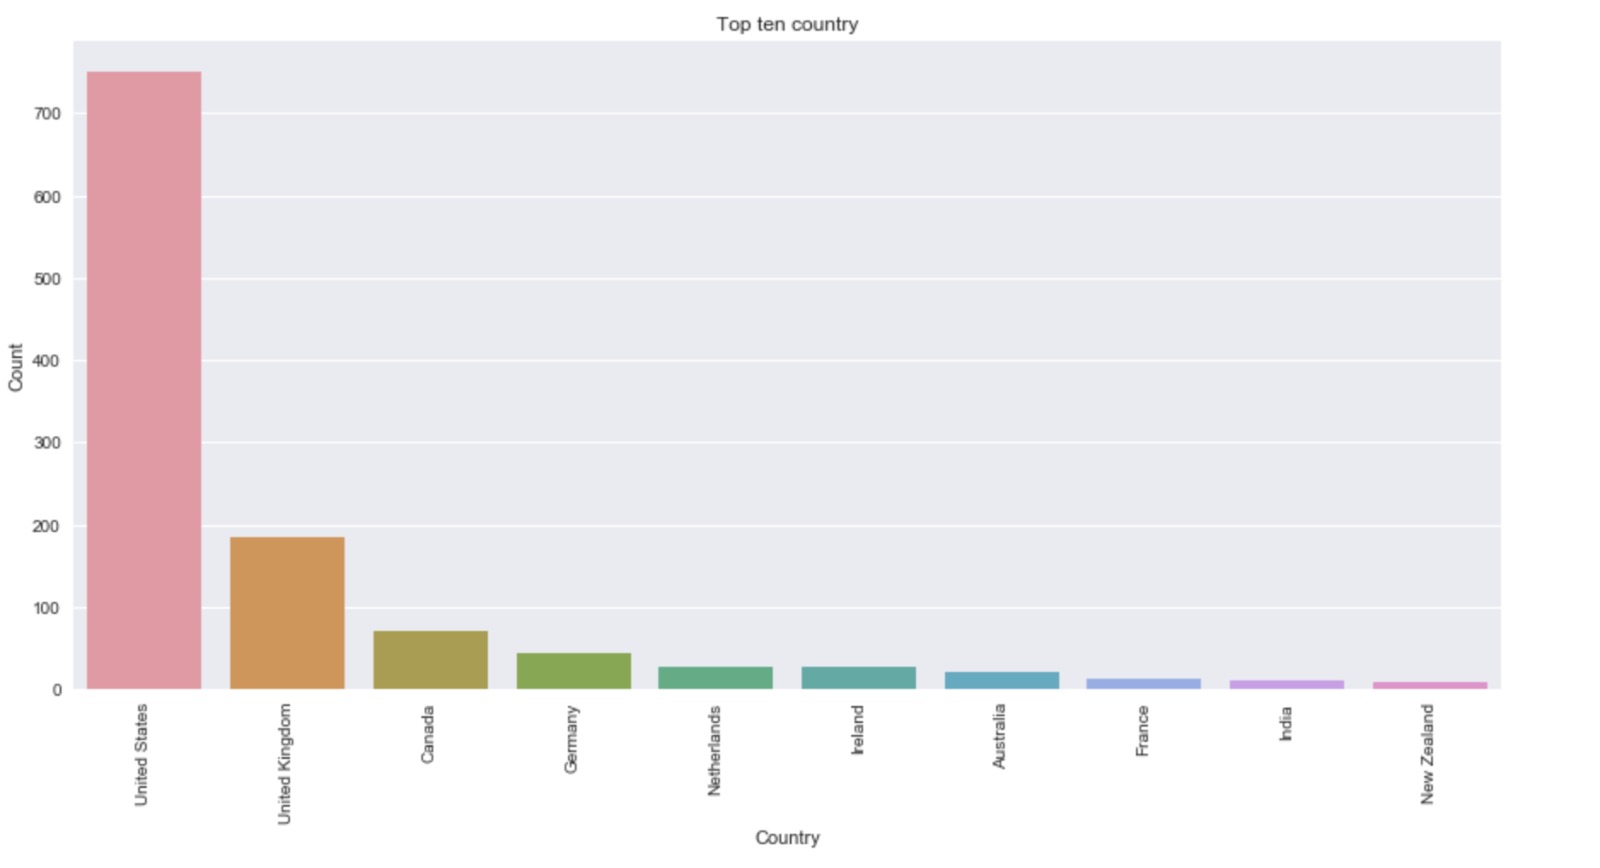 Top ten country
700
600
500
400
300
200
100
0
Count
United States
United Kingdom
Canada
Germany
Netherlands
Ireland
Australia
France
India
New Zealand
Country